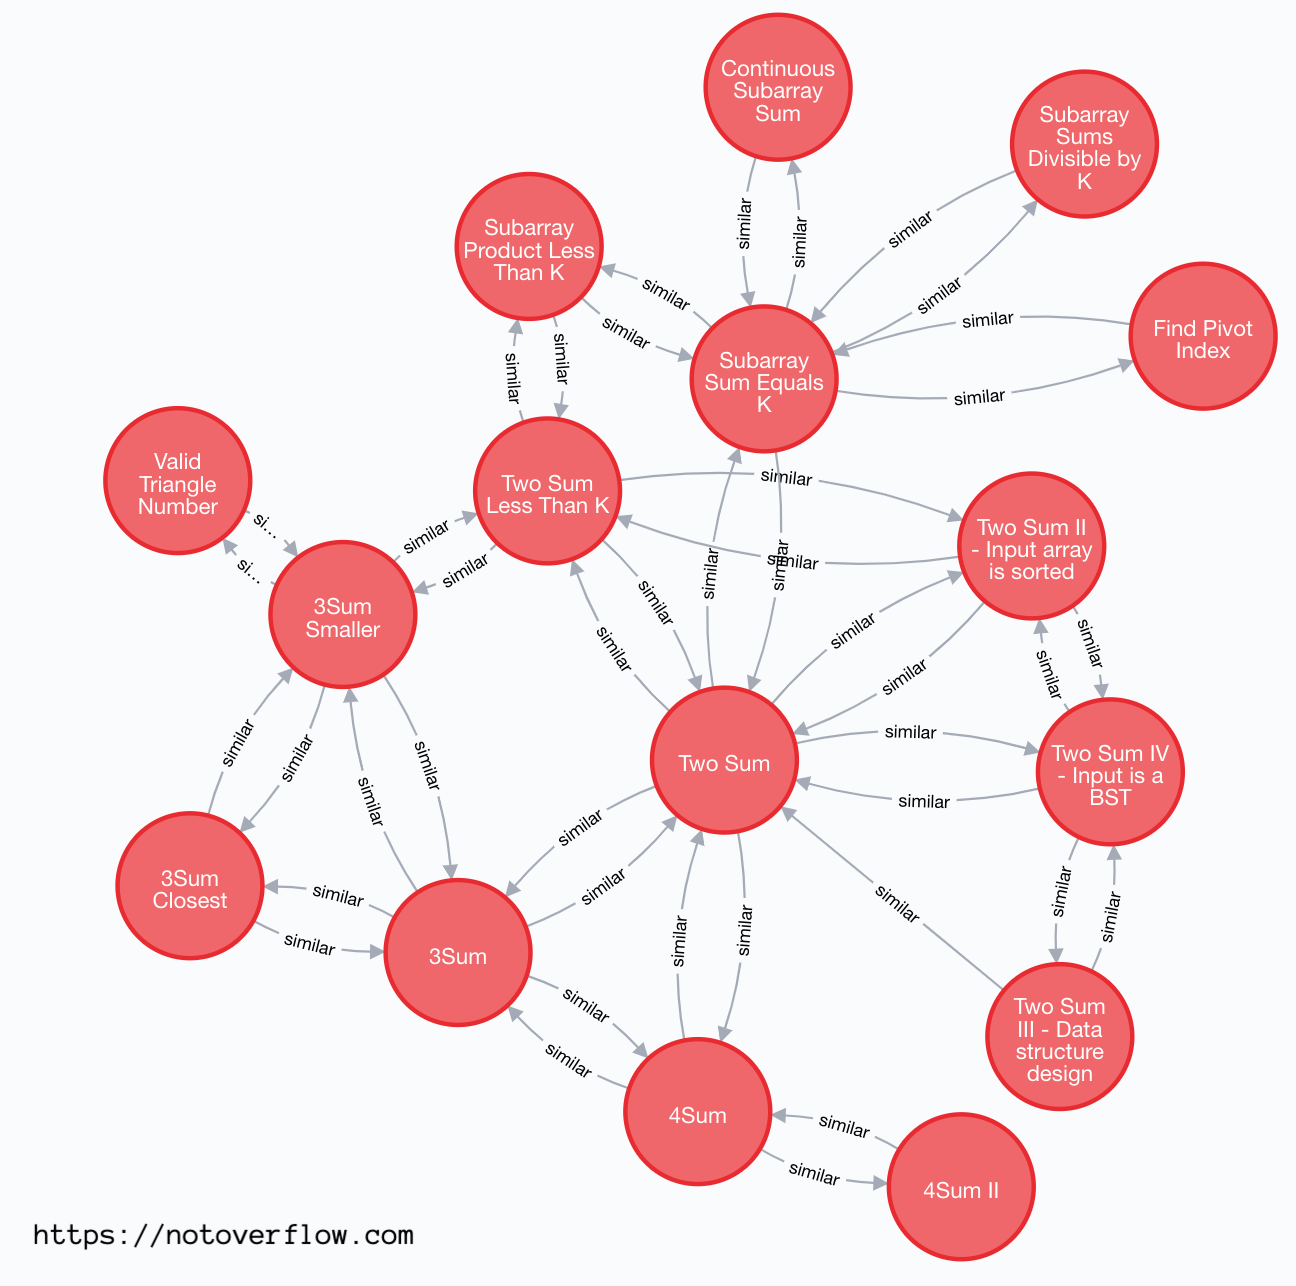 Continuous
Subarray
Sum
Subarray
Sums
Divisible by
K
similar
similar
similar
similar
Subarray
Product Less
Than K
similar
similar
Find Pivot
Index
similar
similar
Subarray
Sum Equals
K
similar
similar
Valid
Triangle
Number
Two Sum
Less Than K
similar
similar
similar
similar
Two Sum II
- Input array
is sorted
si...
si...
similar
similar
3Sum
Smaller
similar
similar
similar
similar
similar
similar
similar
similar
Two Sum
similar
similar
Two Sum IV
- Input is a
BST
similar
similar
similar
similar
3Sum
Closest
similar
similar
similar
similar
3Sum
similar
similar
similar
similar
similar
similar
similar
Two Sum
III - Data
structure
design
similar
similar
4Sum
similar
similar
4Sum II
https://notoverflow.com